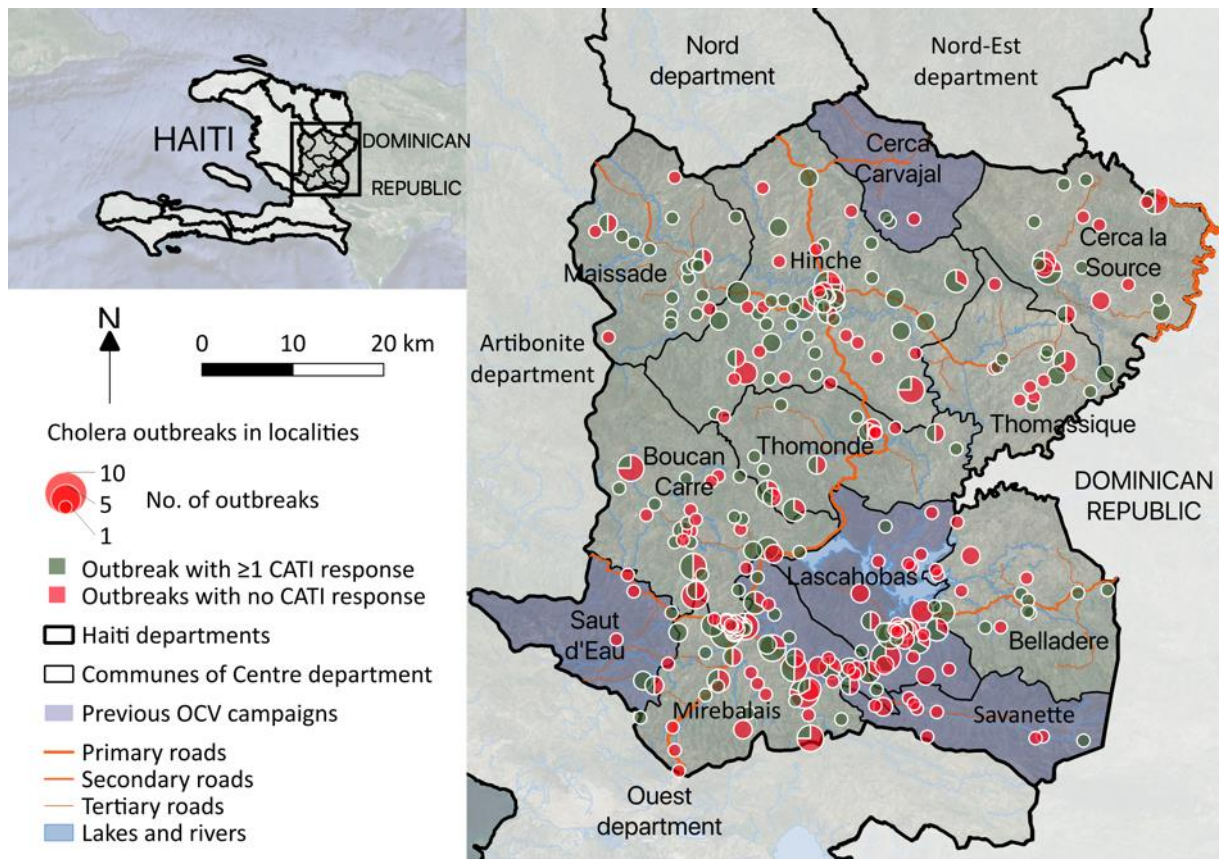 HAITI
DOMINICAN
REPUBLIC
N
0 10 20 km
Cholera outbreaks in localities
10
5
1
No. of outbreaks
Outbreak with ≥1 CATI response
Outbreaks with no CATI response
Haiti departments
Communes of Centre department
Previous OCV campaigns
Primary roads
Secondary roads
Tertiary roads
Lakes and rivers
Nord
department
Nord-Est
department
Cerca
Carvajal
Cerca la
Source
Maissade
Hinche
Artibonite
department
Thomassique
Thomonde
Boucan
Carre
DOMINICAN
REPUBLIC
Lascahobas
Saut
d'Eau
Belladere
Mirebalais
Savanette
Ouest
department